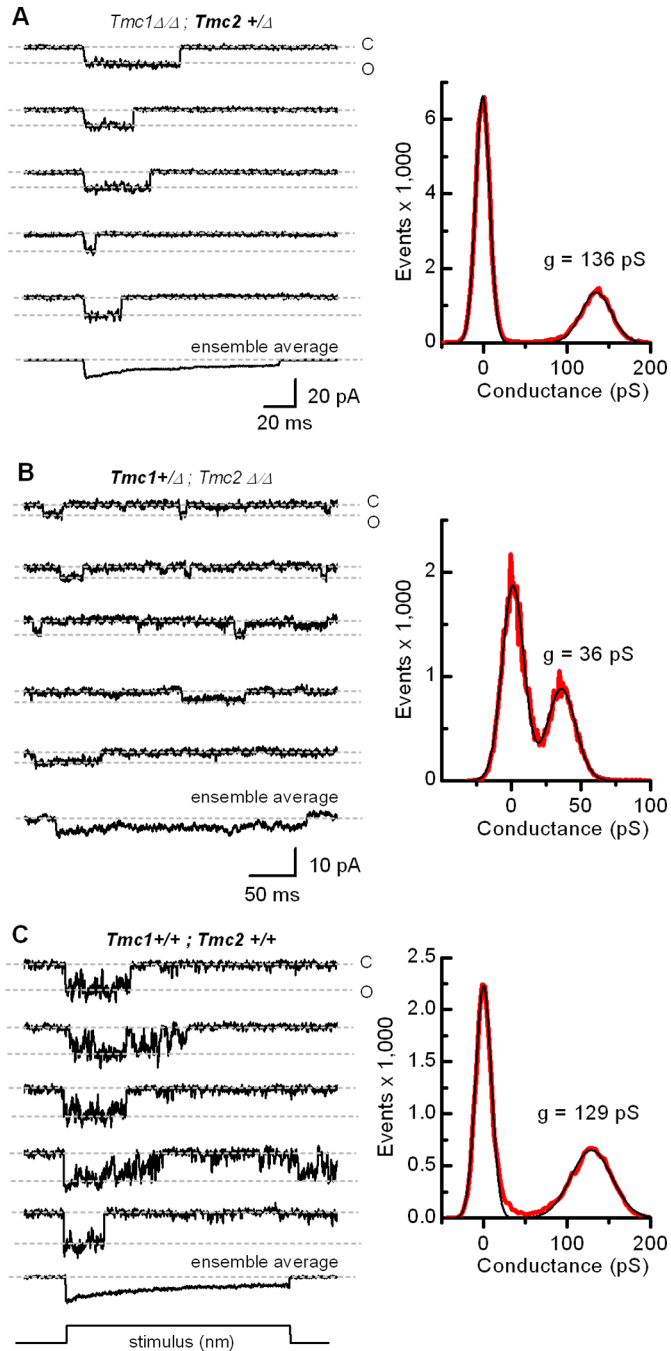 A
Tmc1Δ/Δ ; Tmc2 +/Δ
C
O
ensemble average
20 pA
20 ms
Events x 1,000
6
4
2
0
g = 136 pS
0
100
200
Conductance (pS)
B
Tmc1+/Δ ; Tmc2 Δ/Δ
C
O
ensemble average
10 pA
50 ms
Events x 1,000
2
1
0
g = 36 pS
0
50
100
Conductance (pS)
C
Tmc1+/+ ; Tmc2 +/+
C
O
ensemble average
stimulus (nm)
Events x 1,000
2.5
2.0
1.5
1.0
0.5
0.0
g = 129 pS
0
100
200
Conductance (pS)